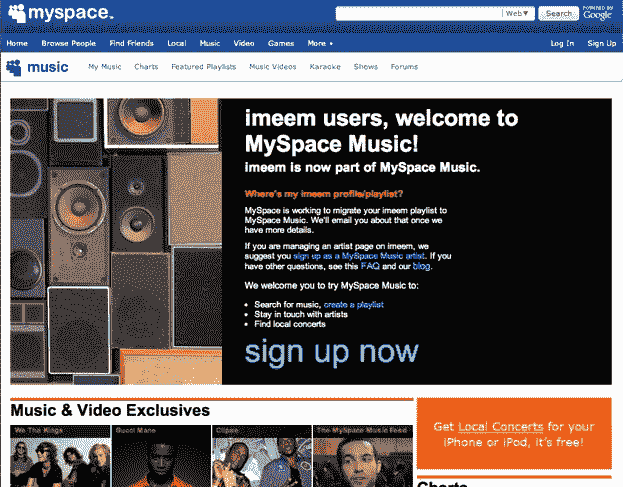 myspace.
Web
Search
POWERED BY
Google
Home Browse People Find Friends Local Music Video Games More
Log In Sign Up
music
My Music Charts Featured Playlists Music Videos Karaoke Shows Forums
imeem users, welcome to
MySpace Music!
imeem is now part of MySpace Music.
Where's my imeem profile/playlist?
MySpace is working to migrate your imeem playlist to
MySpace Music. We'll email you about that once we
have more details.
If you are managing an artist page on imeem, we
suggest you sign up as a MySpace Music artist. If you
have other questions, see this FAQ and our blog.
We welcome you to try MySpace Music to:
• Search for music, create a playlist
• Stay in touch with artists
• Find local concerts
sign up now
Music & Video Exclusives
We The Kings
Gucci Mane
Clipse
The MySpace Music Feed
Get Local Concerts for your
iPhone or iPod, it's free!
Charts